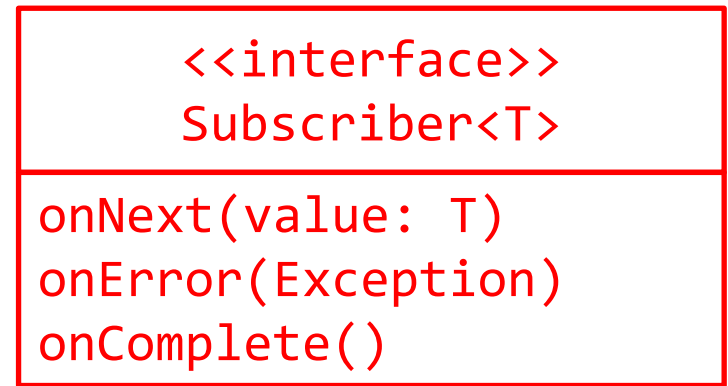 <<interface>>
Subscriber<T>
onNext(value: T)
onError(Exception)
onComplete()